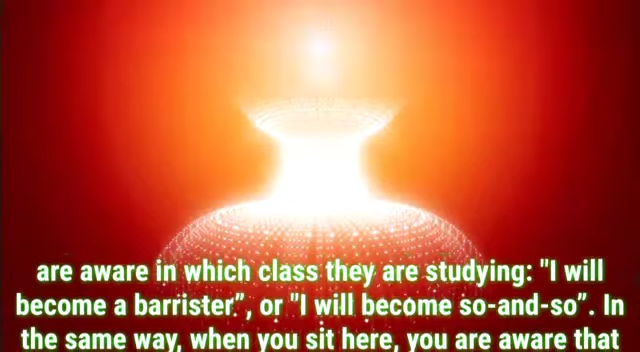 are aware in which class they are studying: "I will
become a barrister”, or "I will become so-and-so”. In
the same way, when you sit here, you are aware that